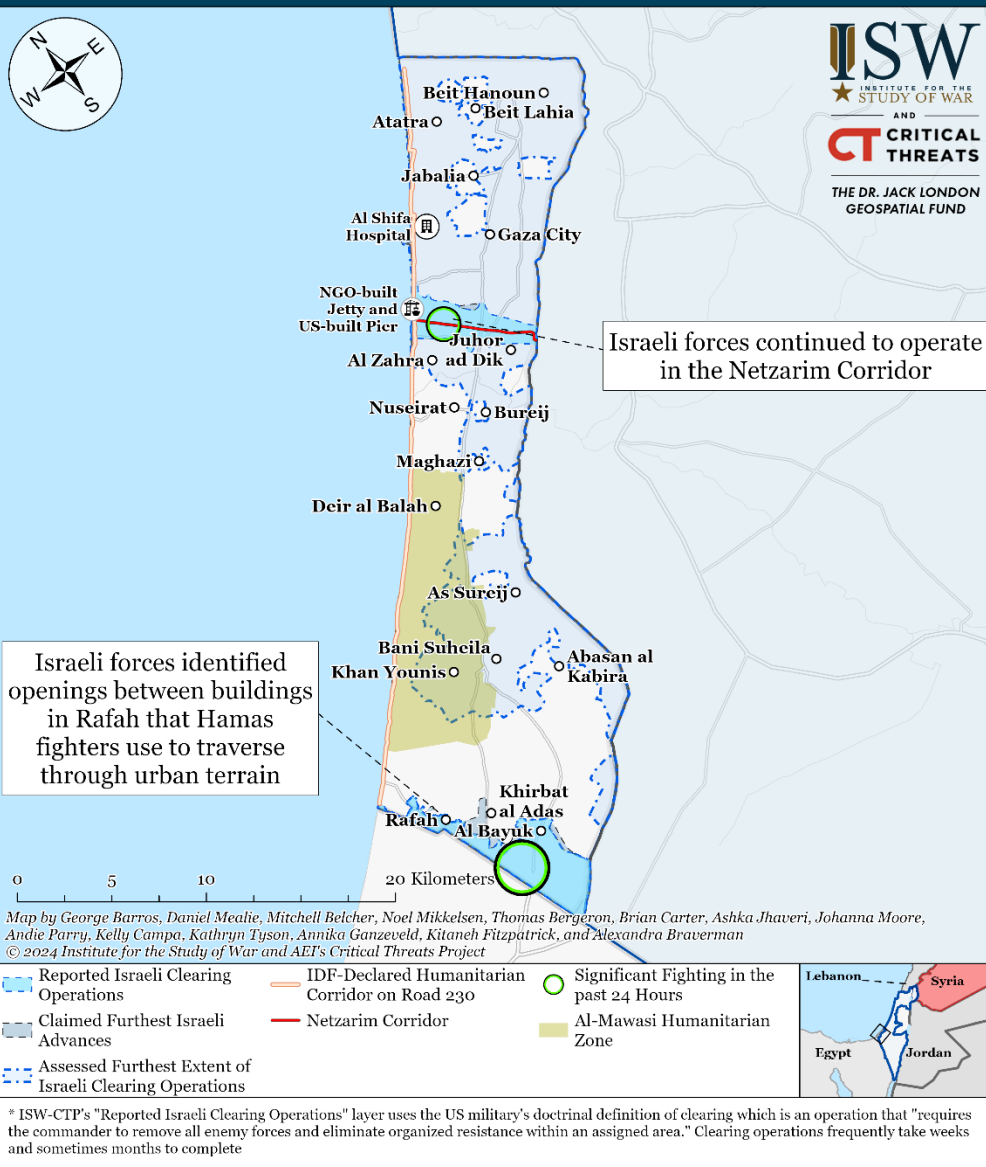 N
E
W
S
ISW
INSTITUTE FOR THE
STUDY OF WAR
AND
CT CRITICAL
THREATS
THE DR. JACK LONDON
GEOSPATIAL FUND
Beit Hanoun
Beit Lahia
Atatra
Jabalia
Al Shifa
Hospital
Gaza City
NGO-built
Jetty and
US-built Pier
Israeli forces continued to operate
in the Netzarim Corridor
Juhor
ad Dik
Al Zahra
Nuseirat
Bureij
Maghazi
Deir al Balah
As Sureij
Bani Suheila
Khan Younis
Abasan al
Kabira
Israeli forces identified
openings between buildings
in Rafah that Hamas
fighters use to traverse
through urban terrain
Khirbat
al Adas
Rafah
Al Bayuk
0 5 10 20 Kilometers
Map by George Barros, Daniel Mealie, Mitchell Belcher, Noel Mikkelsen, Thomas Bergeron, Brian Carter, Ashka Jhaveri, Johanna Moore,
Andie Parry, Kelly Campa, Kathryn Tyson, Annika Ganzeveld, Kitaneh Fitzpatrick, and Alexandra Braverman
© 2024 Institute for the Study of War and AEI's Critical Threats Project
Reported Israeli Clearing
Operations
Claimed Furthest Israeli
Advances
Assessed Furthest Extent of
Israeli Clearing Operations
IDF-Declared Humanitarian
Corridor on Road 230
Netzarim Corridor
Significant Fighting in the
past 24 Hours
Al-Mawasi Humanitarian
Zone
Lebanon
Syria
Egypt
Jordan
* ISW-CTP's "Reported Israeli Clearing Operations" layer uses the US military's doctrinal definition of clearing which is an operation that "requires
the commander to remove all enemy forces and eliminate organized resistance within an assigned area." Clearing operations frequently take weeks
and sometimes months to complete